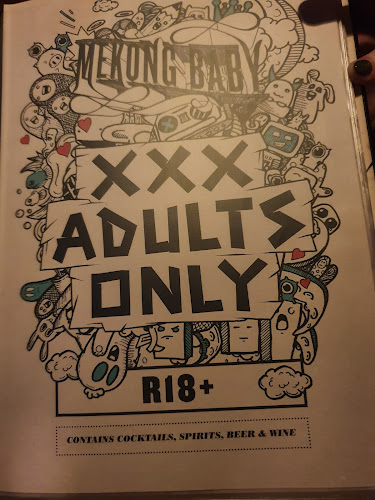 MEKONG BABY
XXX
ADULTS
ONLY
R18+
CONTAINS COCKTAILS, SPIRITS, BEER & WINE